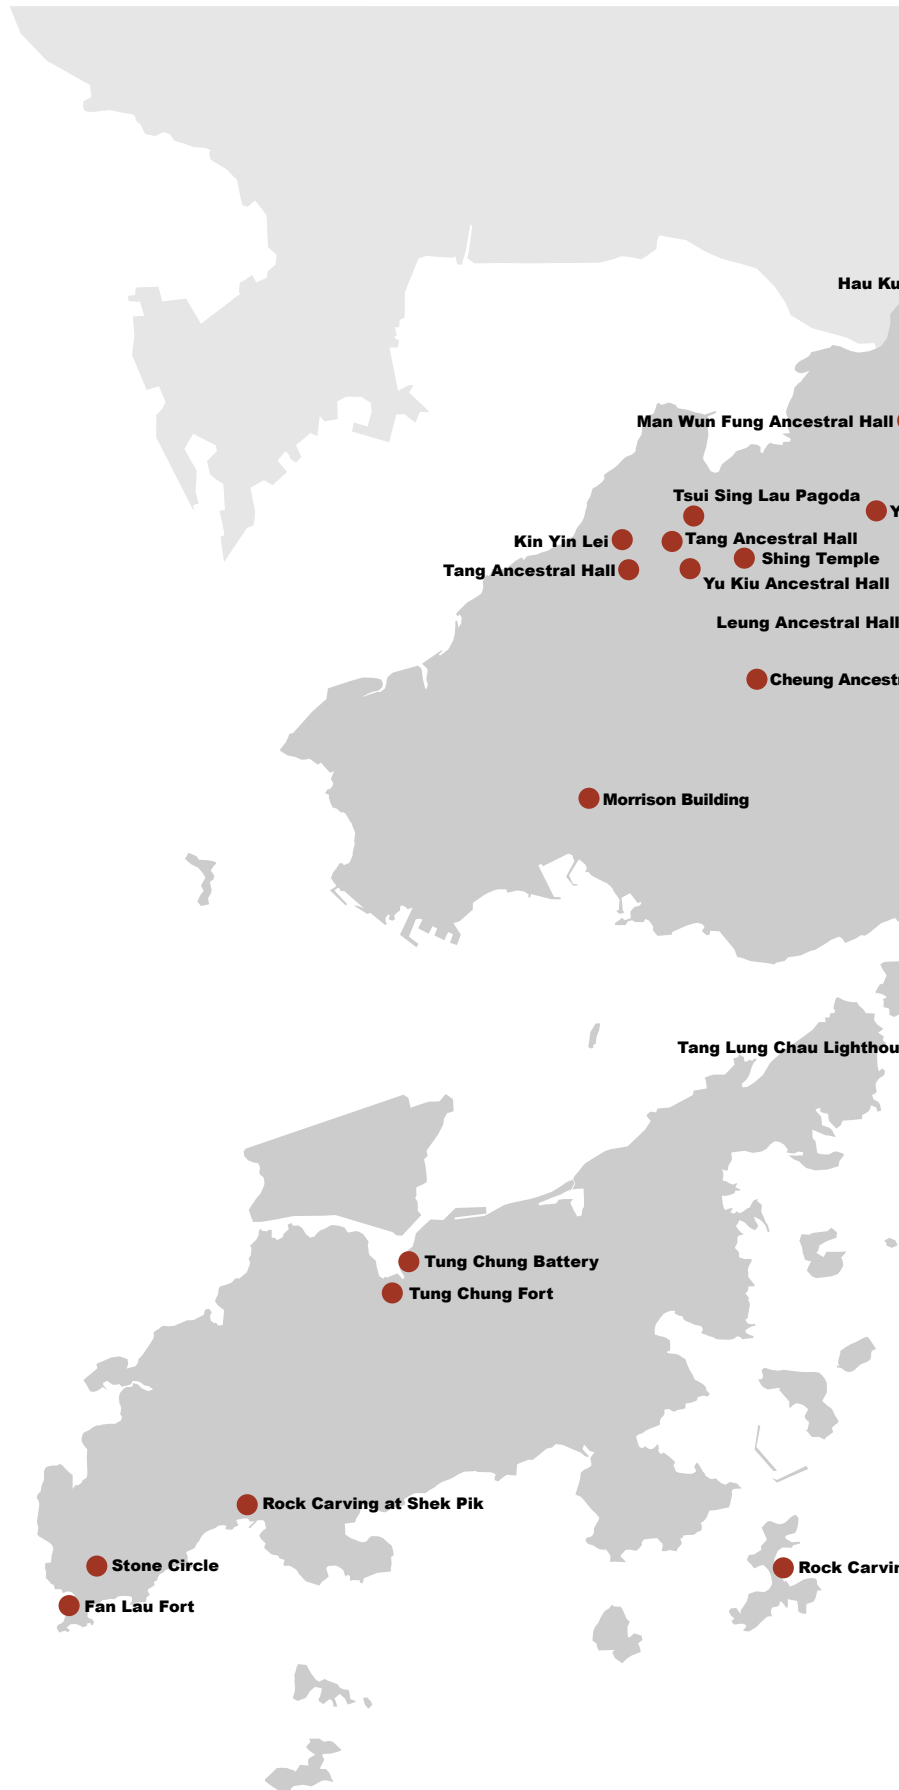 Hau Ku
Man Wun Fung Ancestral Hall
Tsui Sing Lau Pagoda
Y
Kin Yin Lei
Tang Ancestral Hall
Shing Temple
Tang Ancestral Hall
Yu Kiu Ancestral Hall
Leung Ancestral Hall
Cheung Ancestr
Morrison Building
Tang Lung Chau Lighthou
Tung Chung Battery
Tung Chung Fort
Rock Carving at Shek Pik
Stone Circle
Rock Carvin
Fan Lau Fort